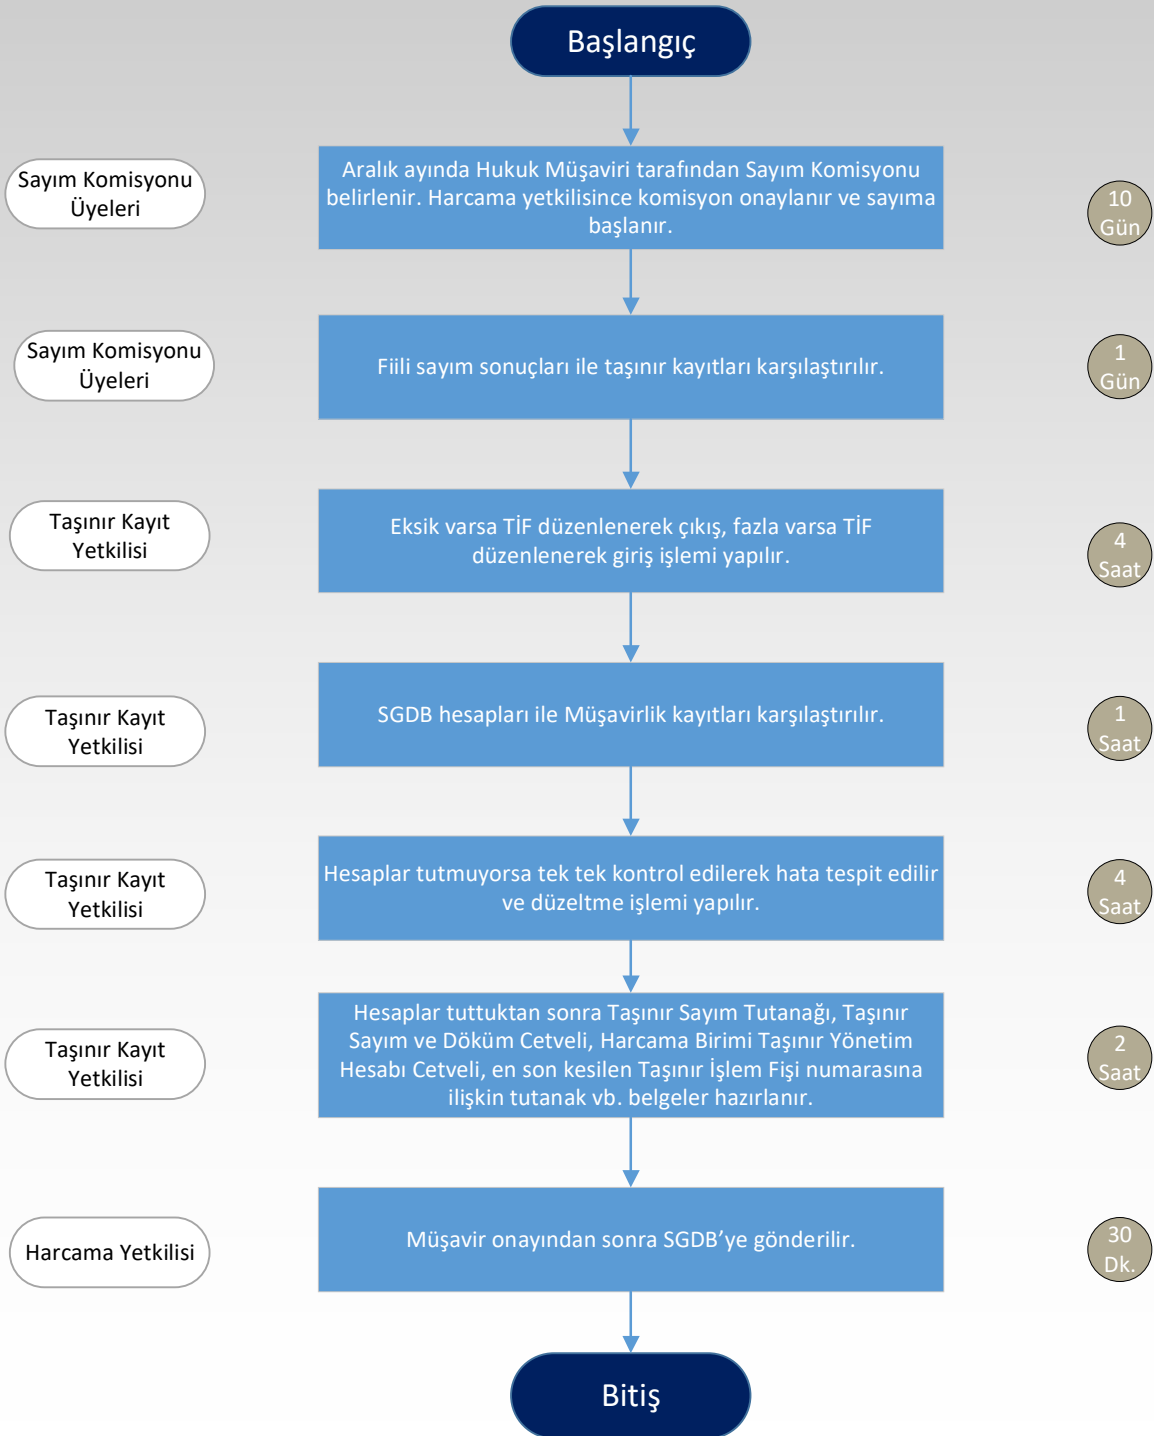 Başlangıç
Sayım Komisyonu
Üyeleri
Aralık ayında Hukuk Müşaviri tarafından Sayım Komisyonu
belirlenir. Harcama yetkilisince komisyon onaylanır ve sayıma
başlanır.
10
Gün
Sayım Komisyonu
Üyeleri
Fiili sayım sonuçları ile taşınır kayıtları karşılaştırılır.
1
Gün
Taşınır Kayıt
Yetkilisi
Eksik varsa TİF düzenlenerek çıkış, fazla varsa TİF
düzenlenerek giriş işlemi yapılır.
4
Saat
Taşınır Kayıt
Yetkilisi
SGDB hesapları ile Müşavirlik kayıtları karşılaştırılır.
1
Saat
Taşınır Kayıt
Yetkilisi
Hesaplar tutmuyorsa tek tek kontrol edilerek hata tespit edilir
ve düzeltme işlemi yapılır.
4
Saat
Taşınır Kayıt
Yetkilisi
Hesaplar tuttuktan sonra Taşınır Sayım Tutanağı, Taşınır
Sayım ve Döküm Cetveli, Harcama Birimi Taşınır Yönetim
Hesabı Cetveli, en son kesilen Taşınır İşlem Fişi numarasına
ilişkin tutanak vb. belgeler hazırlanır.
2
Saat
Harcama Yetkilisi
Müşavir onayından sonra SGDB’ye gönderilir.
30
Dk.
Bitiş